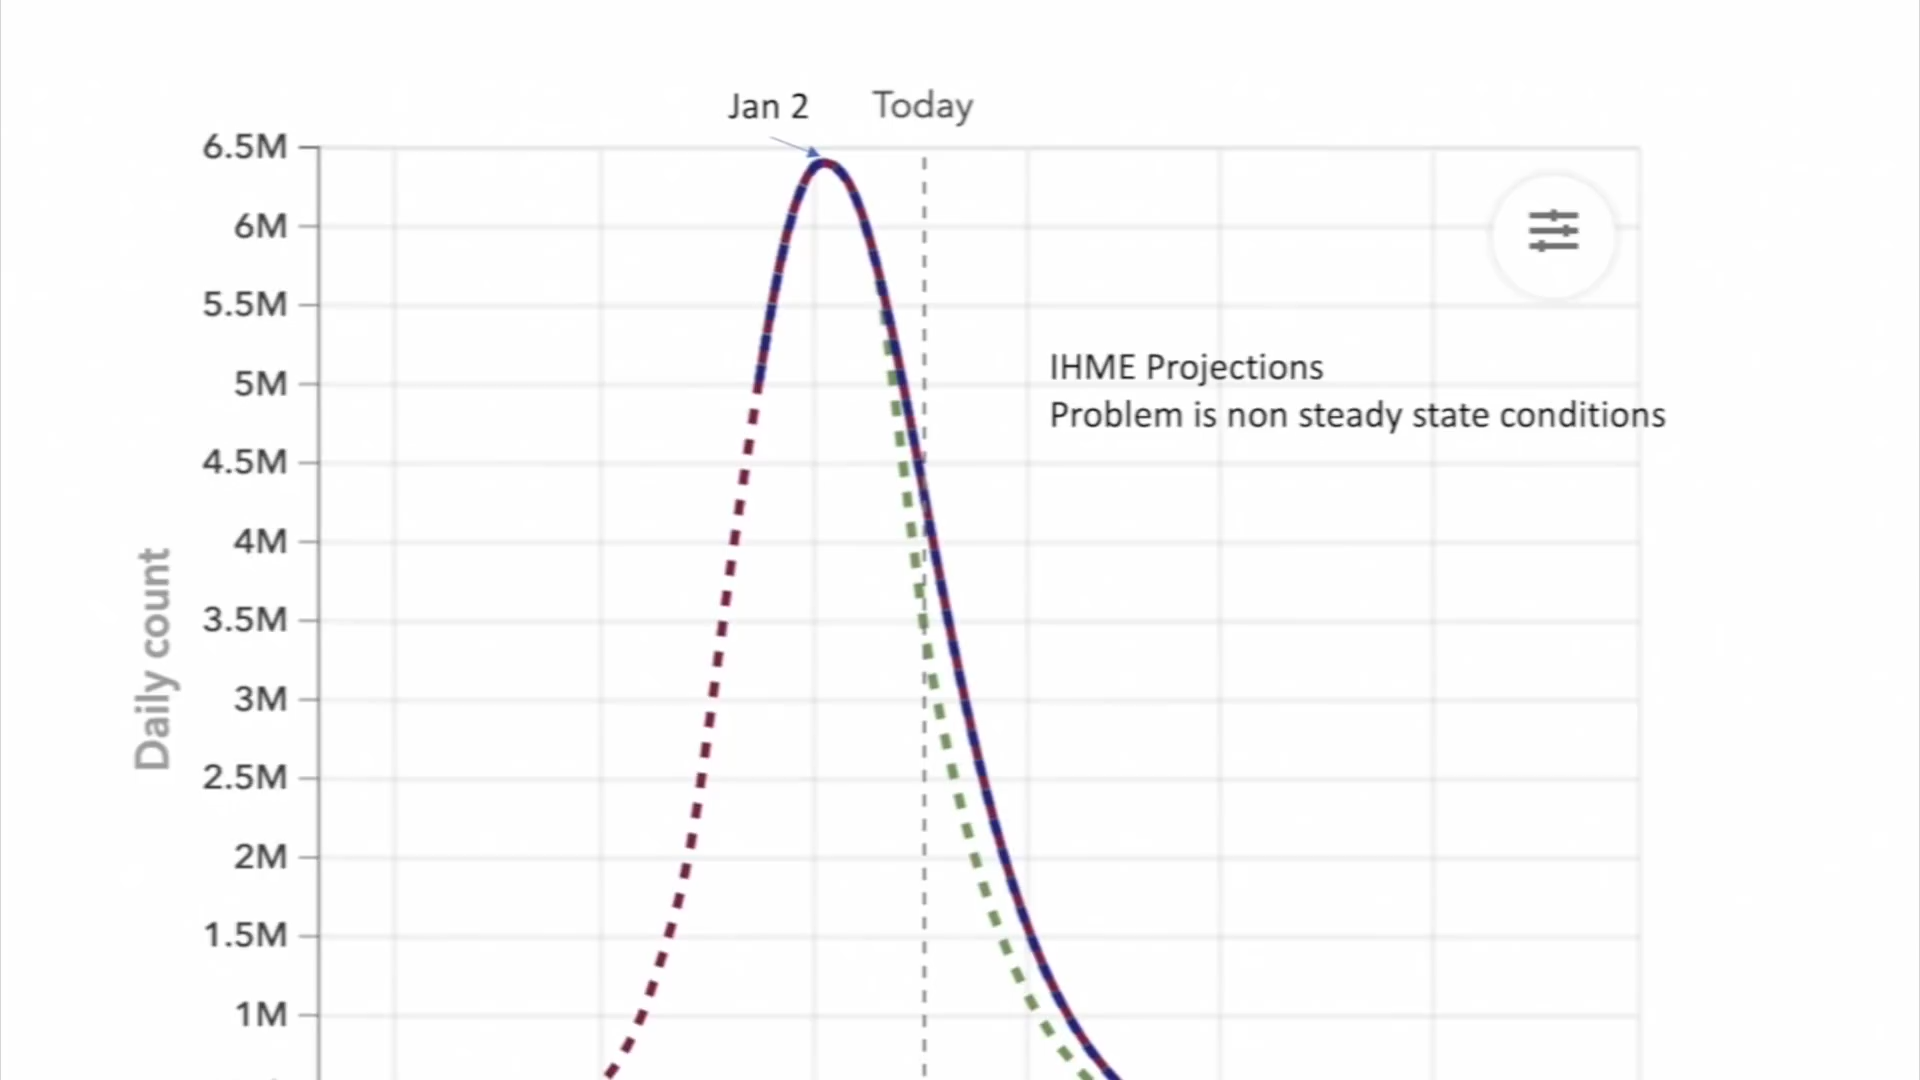 Jan 2
Today
6.5M
6M
5.5M
IHME Projections
5M
Problem is non steady state conditions
4.5M
4M
Daily count
3.5M
3M
2.5M
2M
1.5M
1M